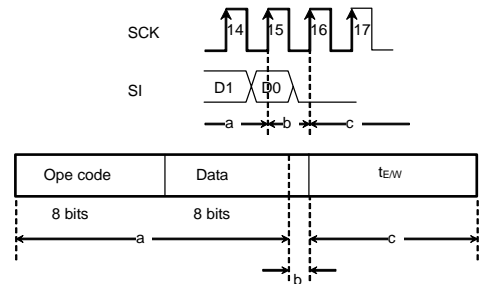 SCK 14 15 16 17
SI D1 D0
a b c
Ope code Data tE/W
8 bits 8 bits
a c
b